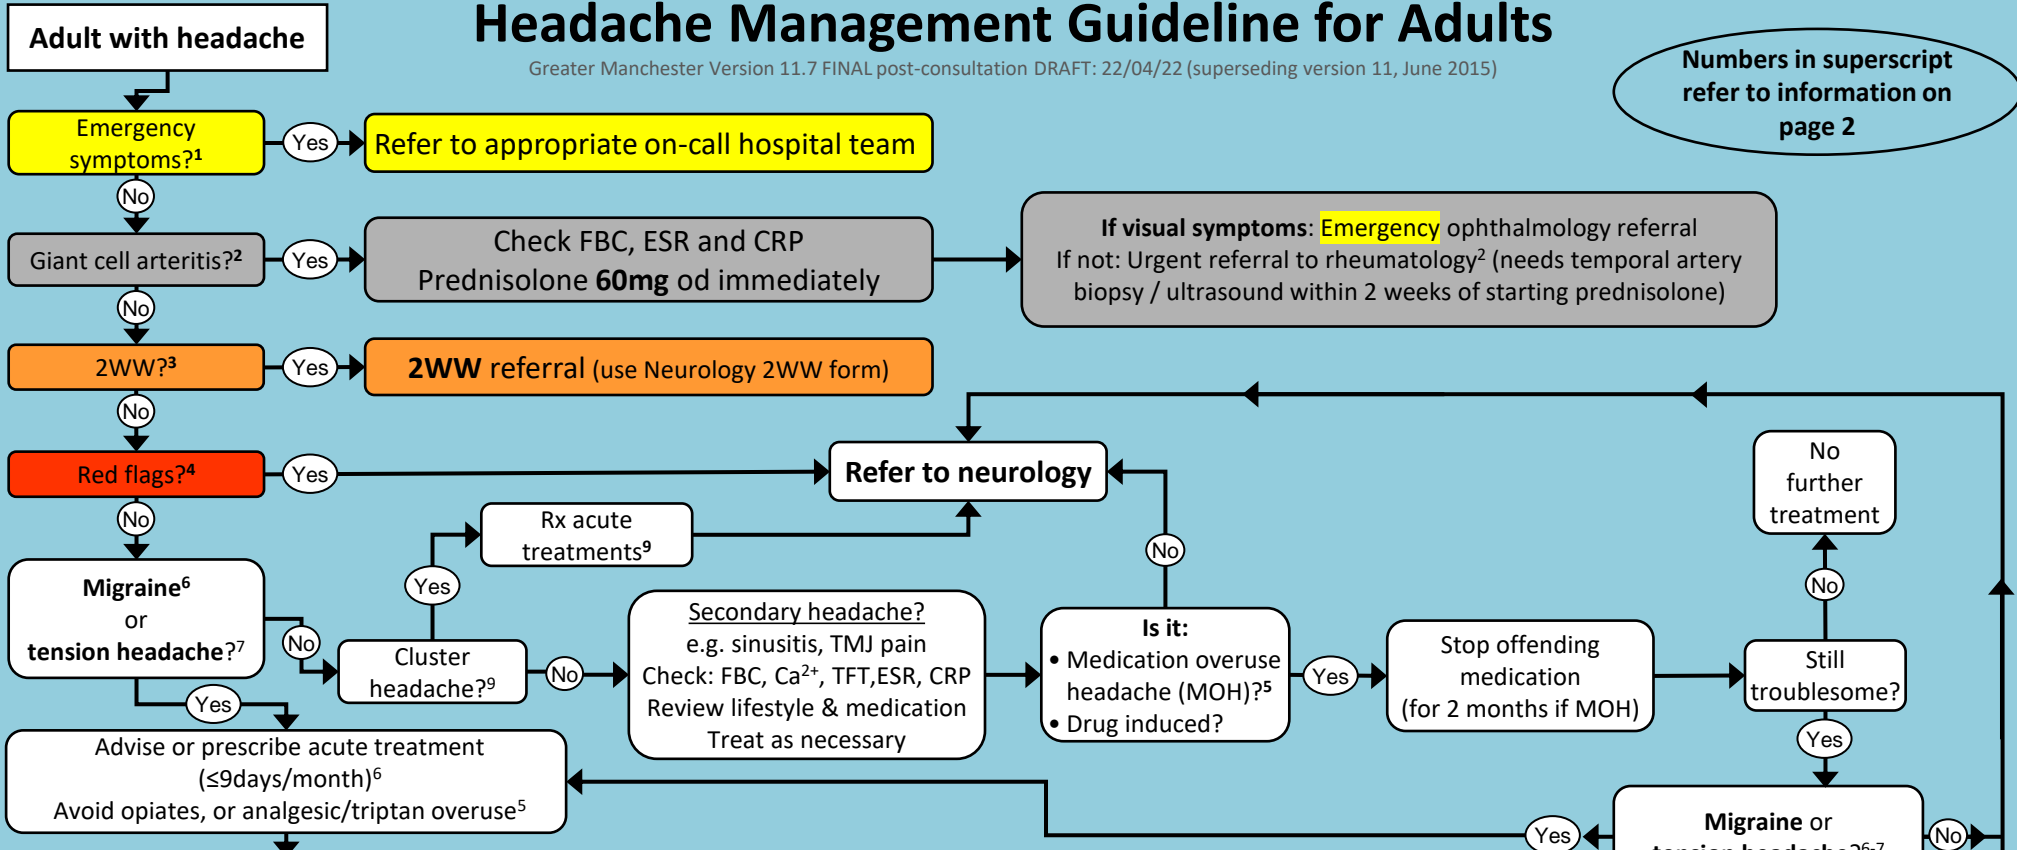 Headache Management Guideline for Adults
Greater Manchester Version 11.7 FINAL post-consultation DRAFT: 22/04/22 (superseding version 11, June 2015)
Numbers in superscript
refer to information on
page 2
Adult with headache
Emergency
symptoms?¹
Yes
Refer to appropriate on-call hospital team
No
Giant cell arteritis?²
Yes
Check FBC, ESR and CRP
Prednisolone 60mg od immediately
If visual symptoms: Emergency ophthalmology referral
If not: Urgent referral to rheumatology² (needs temporal artery
biopsy / ultrasound within 2 weeks of starting prednisolone)
No
2WW?³
Yes
2WW referral (use Neurology 2WW form)
No
Red flags?⁴
Yes
Refer to neurology
No
Migraine⁶
or
tension headache?⁷
No
Cluster
headache?⁹
Yes
Rx acute
treatments⁹
No
Secondary headache?
e.g. sinusitis, TMJ pain
Check: FBC, Ca²⁺, TFT,ESR, CRP
Review lifestyle & medication
Treat as necessary
Is it:
• Medication overuse
headache (MOH)?⁵
• Drug induced?
No
Yes
Stop offending
medication
(for 2 months if MOH)
Still
troublesome?
No
No
further
treatment
Yes
Migraine or
tension headache?⁶⁻⁷
No
Yes
Yes
Advise or prescribe acute treatment
(≤9days/month)⁶
Avoid opiates, or analgesic/triptan overuse⁵